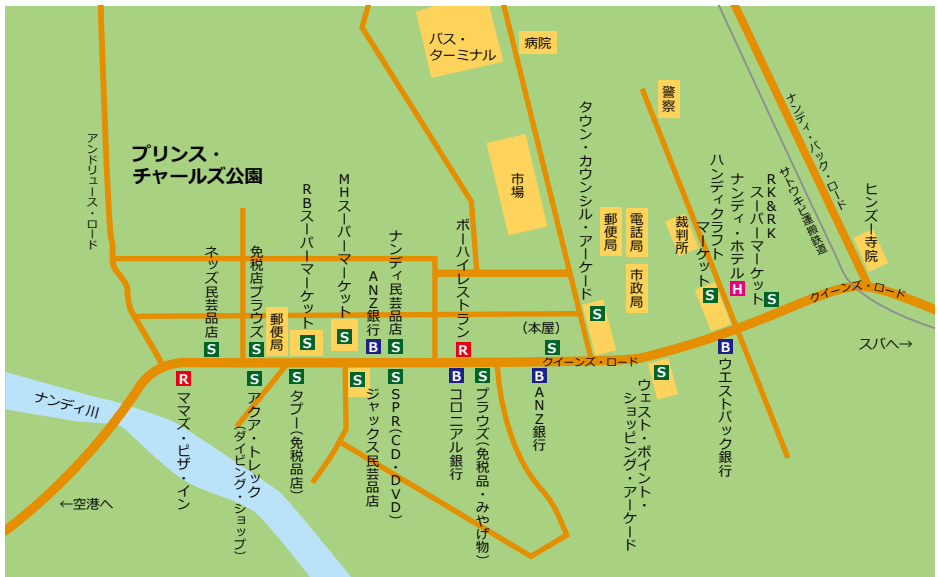 バス・
ターミナル
病院
警察
アンドリュース・ロード
プリンス・
チャールズ公園
ナンディ・バック・ロード
サトウキビ運搬鉄道
市場
タウン・カウンシル・アーケード
郵便局
電話局
市政局
裁判所
ハンディクラフト
マーケット
S
ナンディ・ホテル
H
RK&RK
スーパーマーケット
S
ヒンズー寺院
ネッズ民芸品店
S
免税店プラウズ
S
郵便局
RBスーパーマーケット
S
MHスーパーマーケット
S
ANZ銀行
B
ナンディ民芸品店
S
ボーハイレストラン
R
(本屋)
S
S
クイーンズ・ロード
クイーンズ・ロード
スバへ→
ナンディ川
←空港へ
R
ママズ・ピザ・イン
S
アクア・トレック
(ダイビング・ショップ)
S
タプー(免税品店)
S
ジャックス民芸品店
S
SPR(CD・DVD)
B
コロニアル銀行
S
プラウズ(免税品・みやげ物)
B
ANZ銀行
S
ウェスト・ポイント・
ショッピング・アーケード
B
ウエストパック銀行